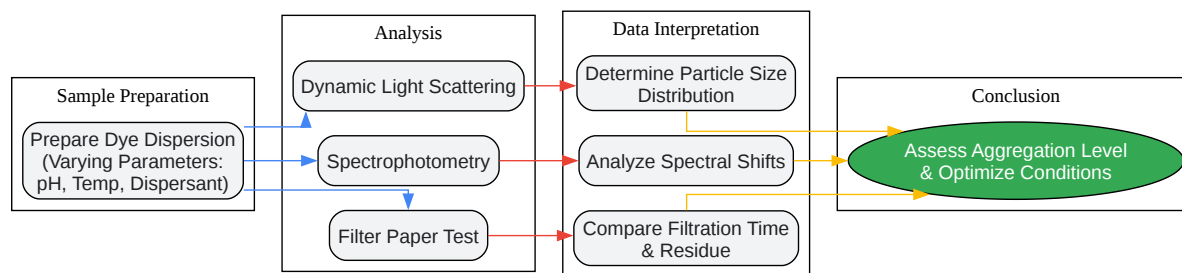 Sample Preparation
Prepare Dye Dispersion
(Varying Parameters:
pH, Temp, Dispersant)
Analysis
Dynamic Light Scattering
Spectrophotometry
Filter Paper Test
Data Interpretation
Determine Particle Size
Distribution
Analyze Spectral Shifts
Compare Filtration Time
& Residue
Conclusion
Assess Aggregation Level
& Optimize Conditions